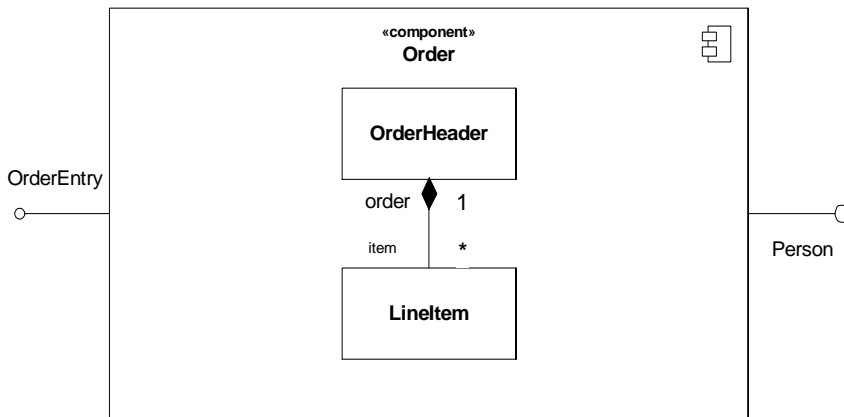 «component»
Order
OrderHeader
OrderEntry
order 1
item *
Person
LineItem